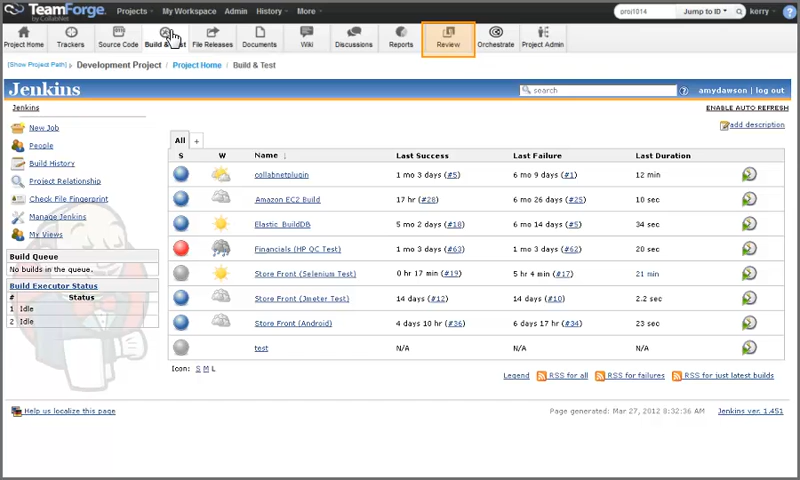 TeamForge by CollabNet Projects My Workspace Admin History More proj1014 Jump to ID kerry
Project Home Trackers Source Code Build & Test File Releases Documents Wiki Discussions Reports Review Orchestrate Project Admin
[Show Project Path] Development Project / Project Home / Build & Test
Jenkins search amydawson | log out
Jenkins ENABLE AUTO REFRESH
New Job add description
People
Build History
Project Relationship
Check File Fingerprint
Manage Jenkins
My Views
Build Queue
No builds in the queue.
Build Executor Status
# Status
1 Idle
2 Idle
All +
S W Name ↓ Last Success Last Failure Last Duration
collabnetplugin 1 mo 3 days (#5) 6 mo 9 days (#1) 12 min
Amazon EC2 Build 17 hr (#28) 6 mo 26 days (#25) 10 sec
Elastic_BuildDB 5 mo 2 days (#18) 6 mo 14 days (#5) 34 sec
Financials (HP QC Test) 1 mo 3 days (#63) 1 mo 3 days (#62) 20 sec
Store Front (Selenium Test) 0 hr 17 min (#19) 5 hr 4 min (#17) 21 min
Store Front (Jmeter Test) 14 days (#12) 14 days (#10) 2.2 sec
Store Front (Android) 4 days 10 hr (#36) 6 days 17 hr (#34) 23 sec
test N/A N/A N/A
Icon: S M L
Legend RSS for all RSS for failures RSS for just latest builds
Help us localize this page Page generated: Mar 27, 2012 8:32:36 AM Jenkins ver. 1.451